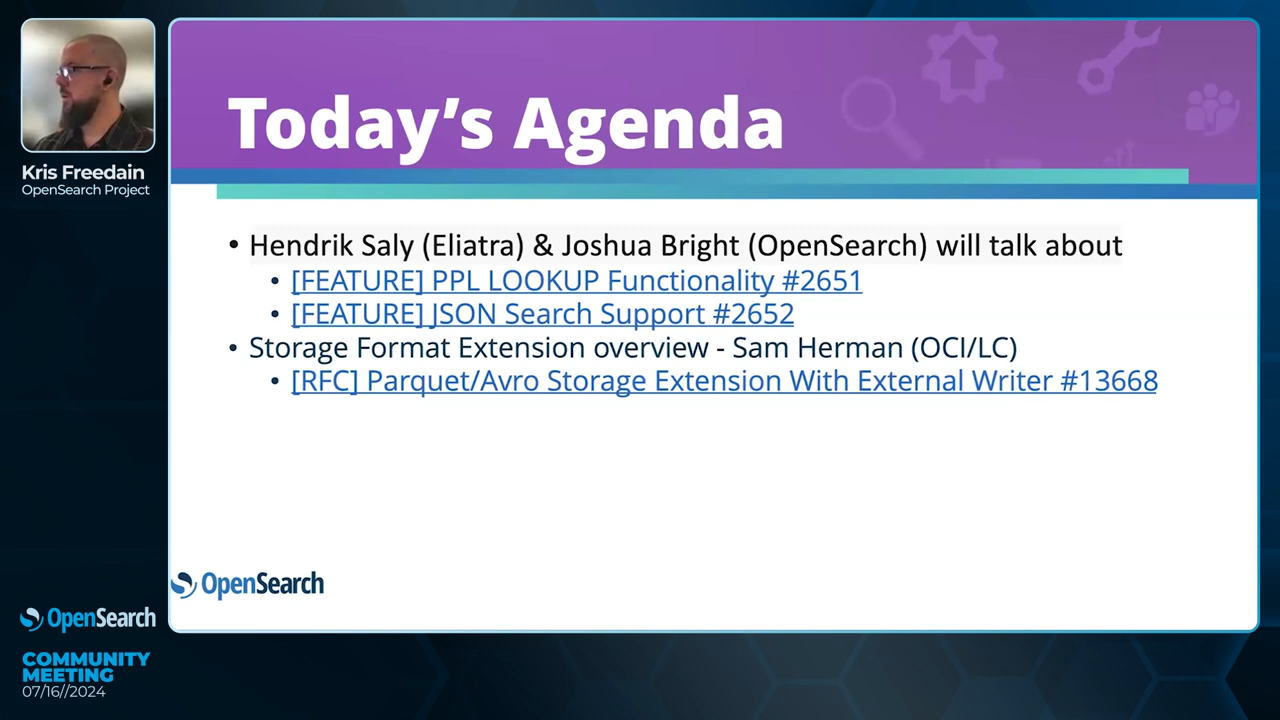 Kris Freedain
OpenSearch Project
Today's Agenda
• Hendrik Saly (Eliatra) & Joshua Bright (OpenSearch) will talk about
• [FEATURE] PPL LOOKUP Functionality #2651
• [FEATURE] JSON Search Support #2652
• Storage Format Extension overview - Sam Herman (OCI/LC)
• [RFC] Parquet/Avro Storage Extension With External Writer #13668
OpenSearch
OpenSearch
COMMUNITY
MEETING
07/16//2024